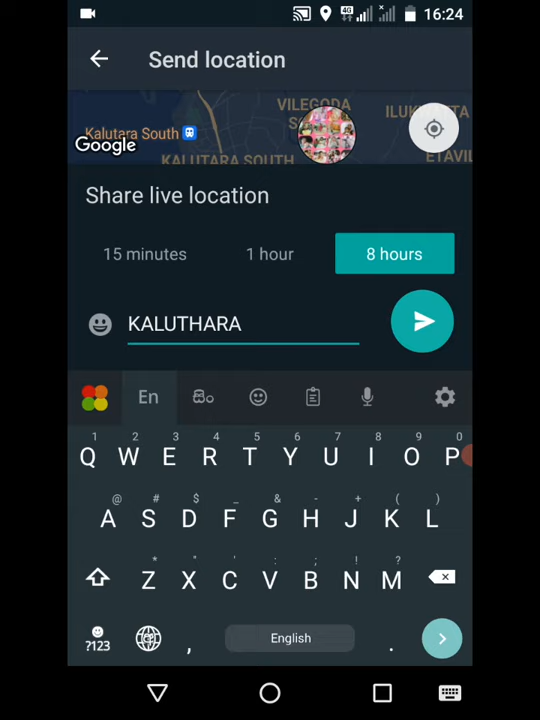 4G 16:24
Send location
VILEGODA
Kalutara South
Google
KALUTARA SOUTH
Share live location
15 minutes 1 hour 8 hours
KALUTHARA
En සිං
1 2 3 4 5 6 7 8 9 0
Q W E R T Y U I O P
@ # $ _ & - + ( )
A S D F G H J K L
* " ' : ; ! ?
Z X C V B N M
?123 , English .